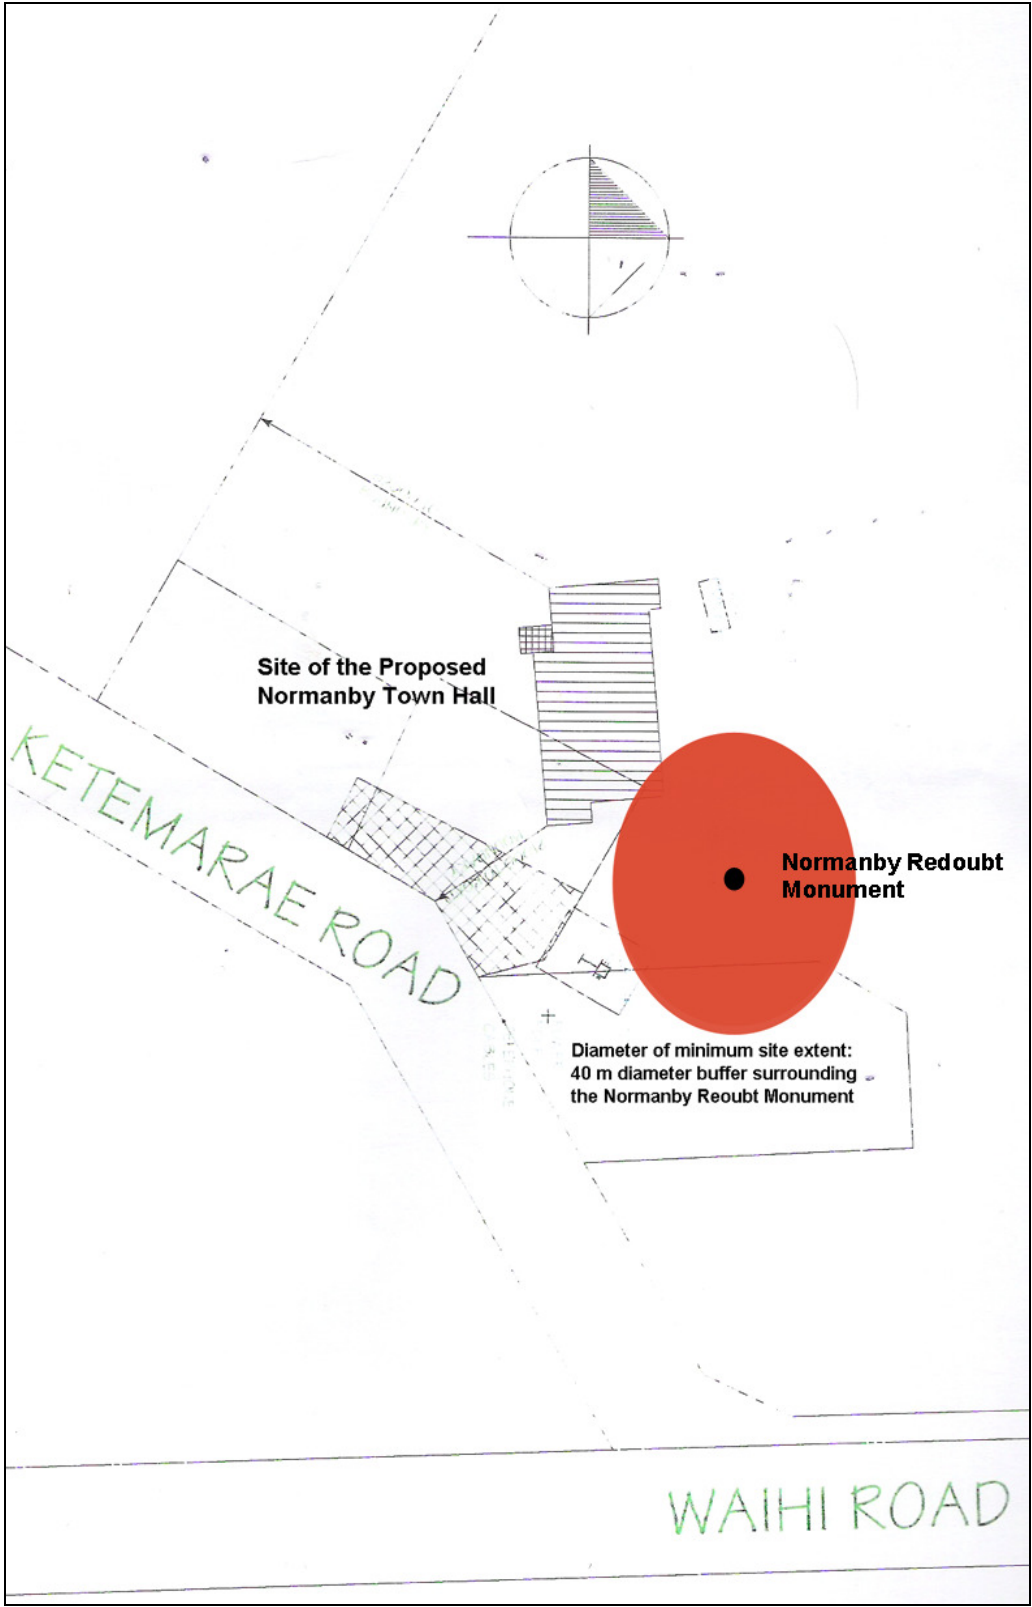 Site of the Proposed
Normanby Town Hall
KETEMARAE ROAD
Normanby Redoubt
Monument
Diameter of minimum site extent:
40 m diameter buffer surrounding
the Normanby Reoubt Monument
WAIHI ROAD